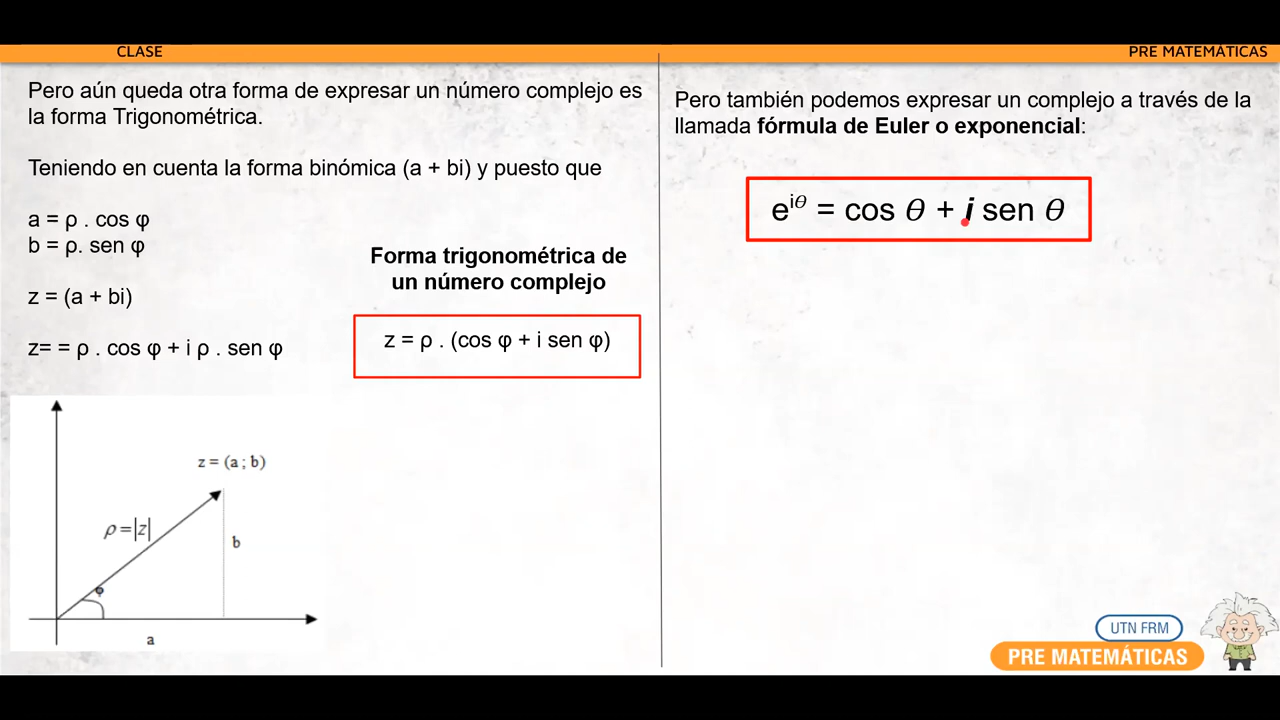 CLASE
PRE MATEMÁTICAS
Pero aún queda otra forma de expresar un número complejo es
la forma Trigonométrica.
Teniendo en cuenta la forma binómica (a + bi) y puesto que
a = ρ . cos φ
b = ρ. sen φ
z = (a + bi)
z= = ρ . cos φ + i ρ . sen φ
Forma trigonométrica de
un número complejo
z = ρ . (cos φ + i sen φ)
z = (a ; b)
ρ=|z|
b
φ
a
Pero también podemos expresar un complejo a través de la
llamada fórmula de Euler o exponencial:
e^iθ = cos θ + i sen θ
UTN FRM
PRE MATEMÁTICAS